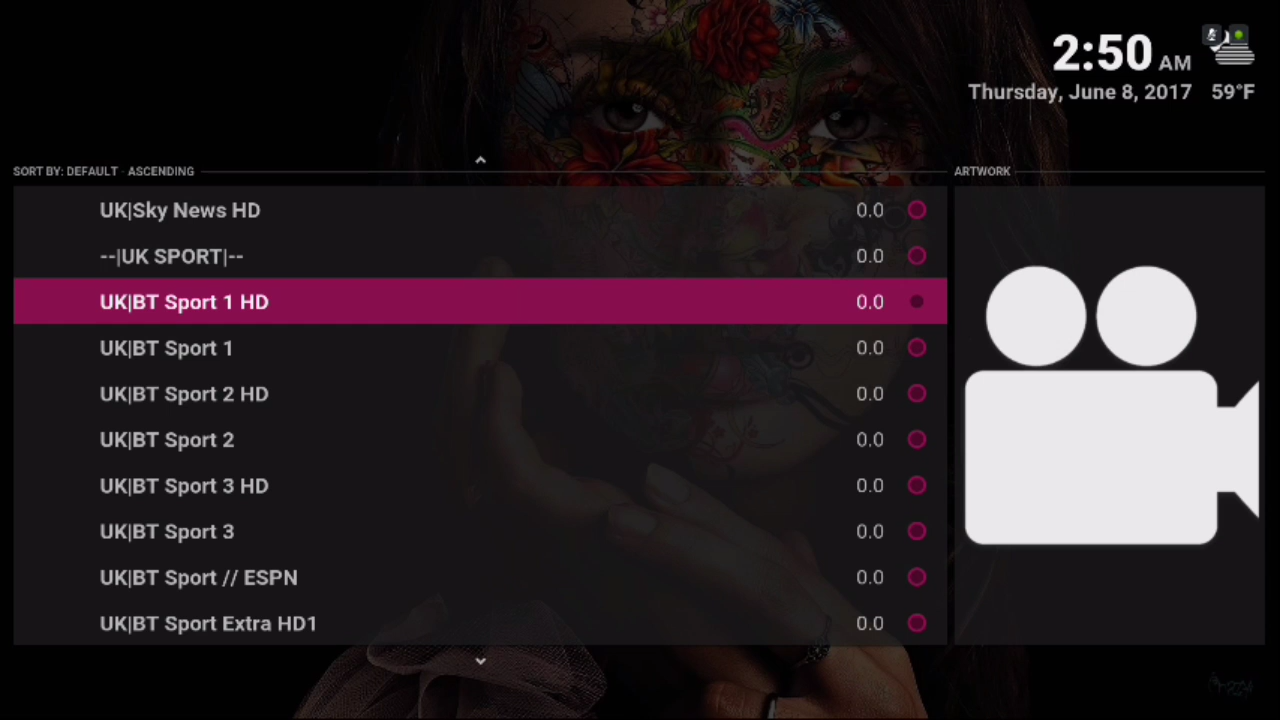 2:50 AM
Thursday, June 8, 2017 59°F
SORT BY: DEFAULT · ASCENDING
ARTWORK
UK|Sky News HD 0.0
--|UK SPORT|-- 0.0
UK|BT Sport 1 HD 0.0
UK|BT Sport 1 0.0
UK|BT Sport 2 HD 0.0
UK|BT Sport 2 0.0
UK|BT Sport 3 HD 0.0
UK|BT Sport 3 0.0
UK|BT Sport // ESPN 0.0
UK|BT Sport Extra HD1 0.0